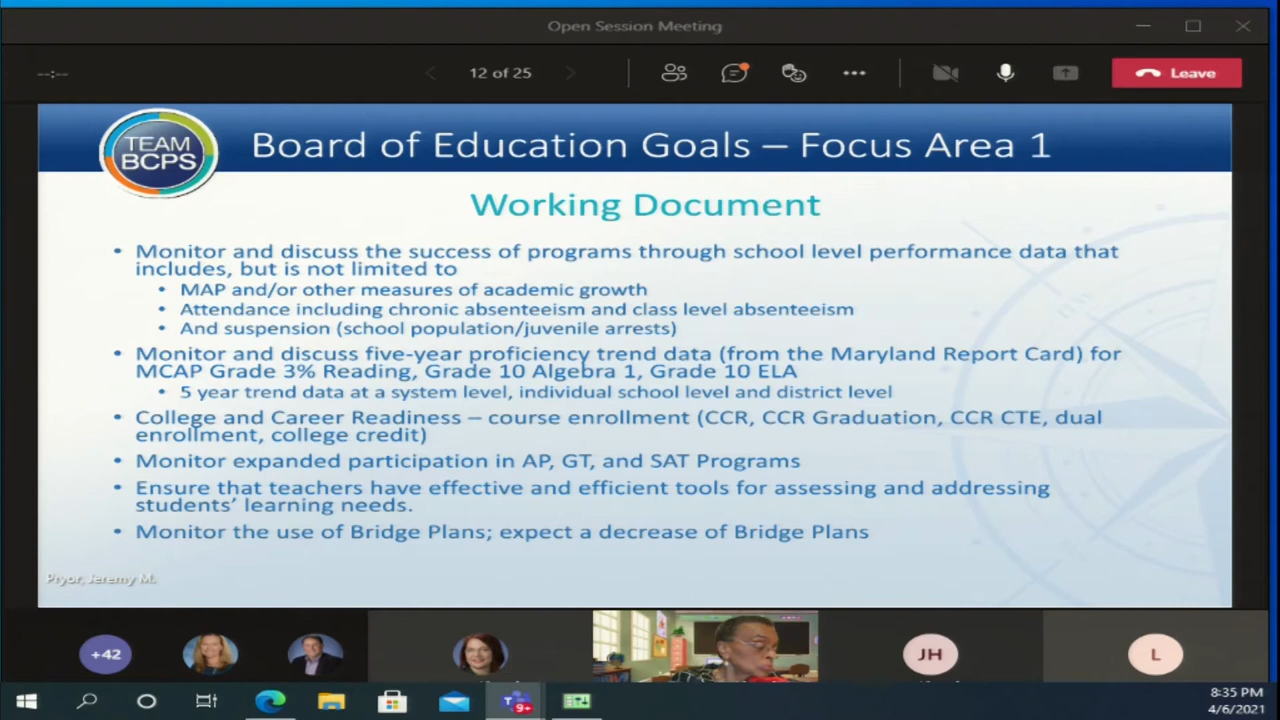 Open Session Meeting
--:--
12 of 25
Leave
TEAM
BCPS
Board of Education Goals – Focus Area 1
Working Document
• Monitor and discuss the success of programs through school level performance data that
includes, but is not limited to
• MAP and/or other measures of academic growth
• Attendance including chronic absenteeism and class level absenteeism
• And suspension (school population/juvenile arrests)
• Monitor and discuss five-year proficiency trend data (from the Maryland Report Card) for
MCAP Grade 3% Reading, Grade 10 Algebra 1, Grade 10 ELA
• 5 year trend data at a system level, individual school level and district level
• College and Career Readiness – course enrollment (CCR, CCR Graduation, CCR CTE, dual
enrollment, college credit)
• Monitor expanded participation in AP, GT, and SAT Programs
• Ensure that teachers have effective and efficient tools for assessing and addressing
students' learning needs.
• Monitor the use of Bridge Plans; expect a decrease of Bridge Plans
Pryor, Jeremy M.
+42
JH
L
9+
8:35 PM
4/6/2021